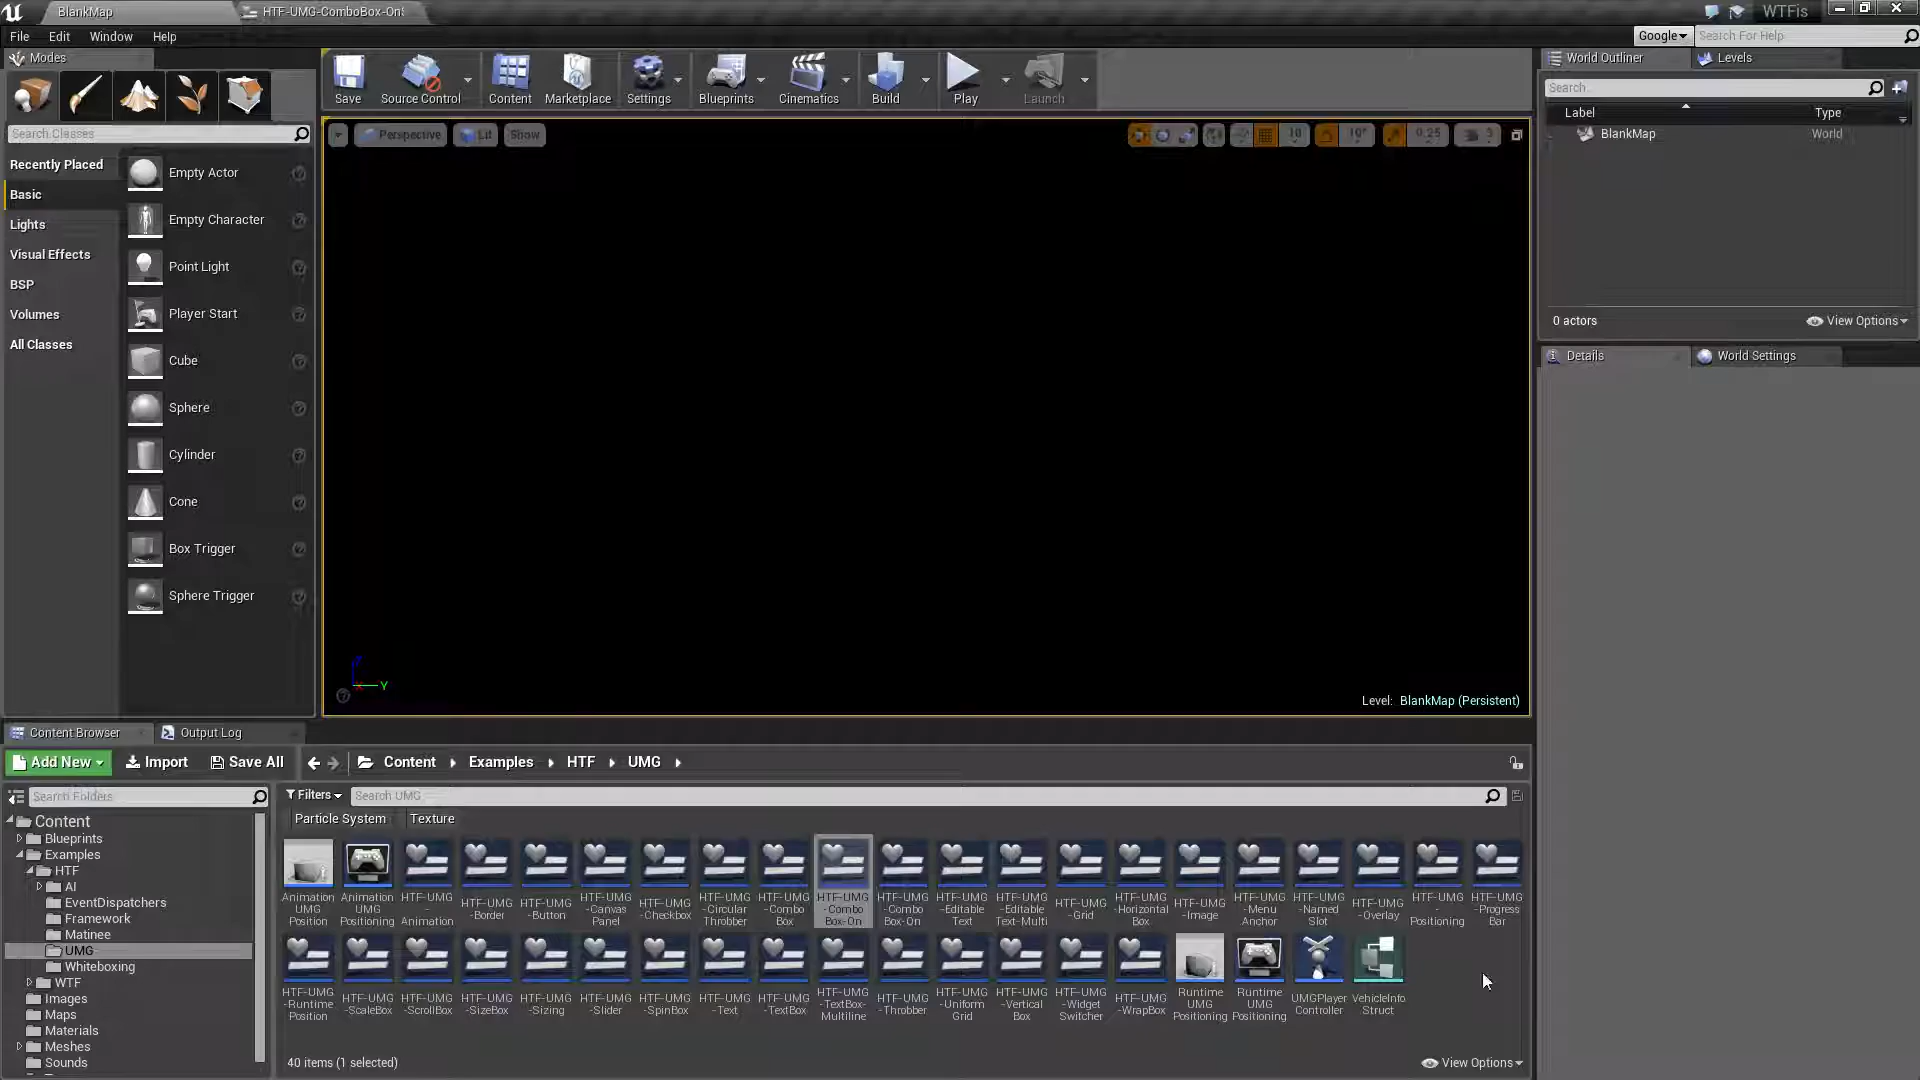 BlankMap
HTF-UMG-ComboBox-On
WTFis
File Edit Window Help
Google
Search For Help
Modes
Save
Source Control
Content
Marketplace
Settings
Blueprints
Cinematics
Build
Play
Launch
World Outliner
Levels
Search
Label
Type
BlankMap
World
0 actors
View Options
Details
World Settings
Search Classes
Recently Placed
Basic
Lights
Visual Effects
BSP
Volumes
All Classes
Empty Actor
Empty Character
Point Light
Player Start
Cube
Sphere
Cylinder
Cone
Box Trigger
Sphere Trigger
Perspective
Lit
Show
10
10°
0.25
3
Z
X
Y
Level: BlankMap (Persistent)
Content Browser
Output Log
Add New
Import
Save All
Content
Examples
HTF
UMG
Search Folders
Filters
Search UMG
Particle System
Texture
Content
Blueprints
Examples
HTF
AI
EventDispatchers
Framework
Matinee
UMG
Whiteboxing
WTF
Images
Maps
Materials
Meshes
Sounds
Animation
UMG
Position
Animation
UMG
Positioning
HTF-UMG
-
Animation
HTF-UMG
-Border
HTF-UMG
-Button
HTF-UMG
-Canvas
Panel
HTF-UMG
-Checkbox
HTF-UMG
-Circular
Throbber
HTF-UMG
-Combo
Box
HTF-UMG
-Combo
Box-On
HTF-UMG
-Combo
Box-On
HTF-UMG
-Editable
Text
HTF-UMG
-Editable
Text-Multi
HTF-UMG
-Grid
HTF-UMG
-Horizontal
Box
HTF-UMG
-Image
HTF-UMG
-Menu
Anchor
HTF-UMG
-Named
Slot
HTF-UMG
-Overlay
HTF-UMG
-
Positioning
HTF-UMG
-Progress
Bar
HTF-UMG
-Runtime
Position
HTF-UMG
-ScaleBox
HTF-UMG
-ScrollBox
HTF-UMG
-SizeBox
HTF-UMG
-Sizing
HTF-UMG
-Slider
HTF-UMG
-SpinBox
HTF-UMG
-Text
HTF-UMG
-TextBox
HTF-UMG
-TextBox-
Multiline
HTF-UMG
-Throbber
HTF-UMG
-Uniform
Grid
HTF-UMG
-Vertical
Box
HTF-UMG
-Widget
Switcher
HTF-UMG
-WrapBox
Runtime
UMG
Positioning
Runtime
UMG
Positioning
UMGPlayer
Controller
VehicleInfo
Struct
40 items (1 selected)
View Options